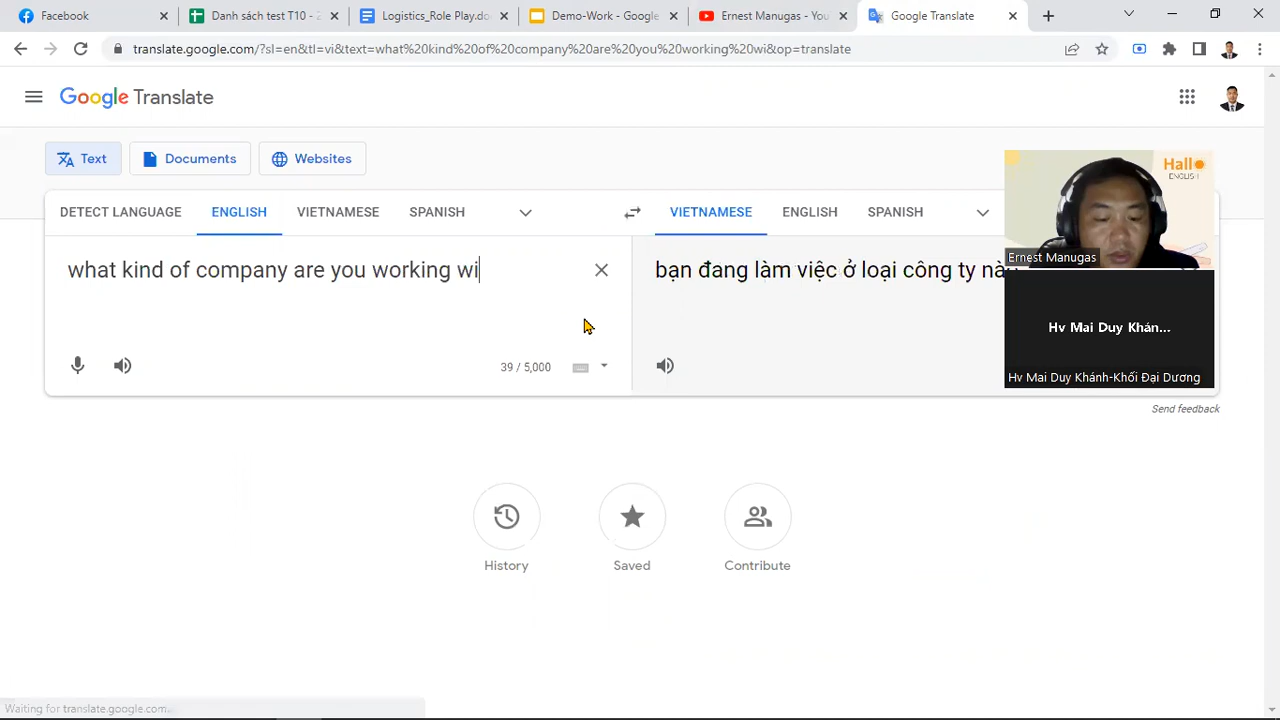 Facebook
Danh sách test T10 - 2
Logistics_Role Play.do
Demo-Work - Google
Ernest Manugas - You
Google Translate
translate.google.com/?sl=en&tl=vi&text=what%20kind%20of%20company%20are%20you%20working%20wi&op=translate
Google Translate
Text
Documents
Websites
DETECT LANGUAGE
ENGLISH
VIETNAMESE
SPANISH
VIETNAMESE
ENGLISH
SPANISH
Hallo
ENGLISH
Ernest Manugas
what kind of company are you working wi
bạn đang làm việc ở loại công ty nào
Hv Mai Duy Khán...
39 / 5,000
Hv Mai Duy Khánh-Khối Đại Dương
Send feedback
History
Saved
Contribute
Waiting for translate.google.com...